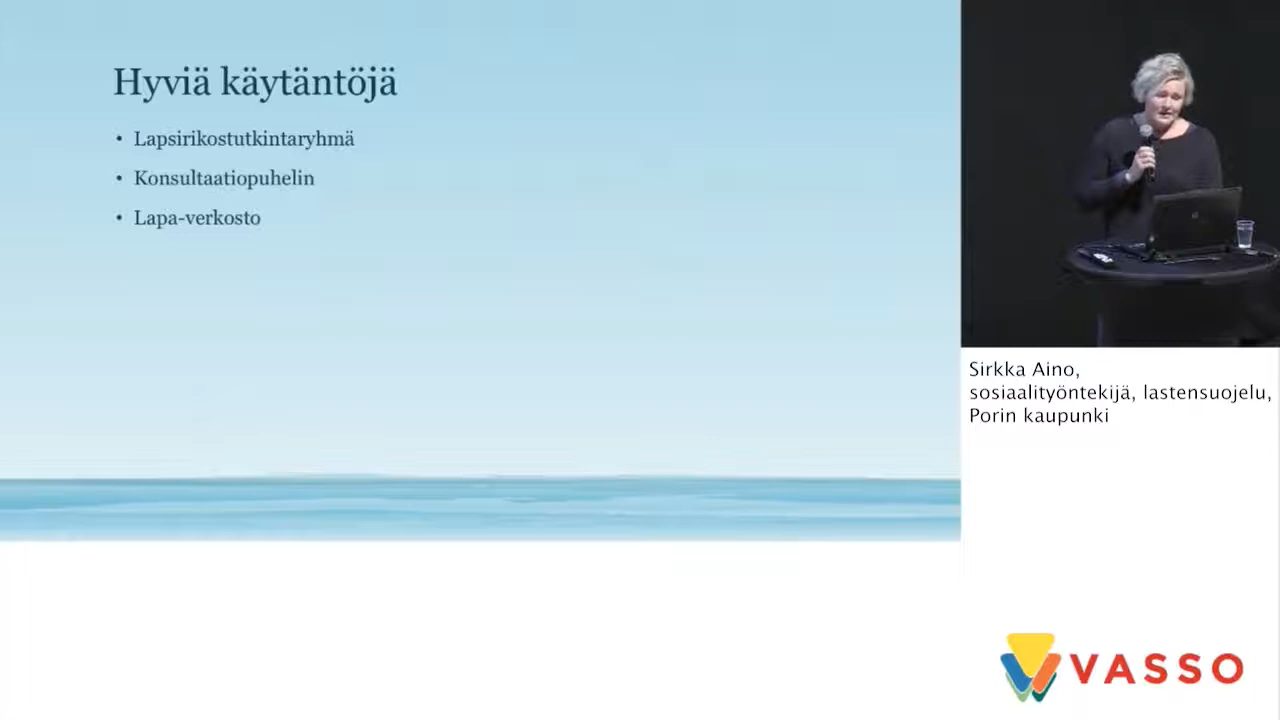 Hyviä käytäntöjä
• Lapsirikostutkintaryhmä
• Konsultaatiopuhelin
• Lapa-verkosto
Sirkka Aino,
sosiaalityöntekijä, lastensuojelu,
Porin kaupunki
VASSO